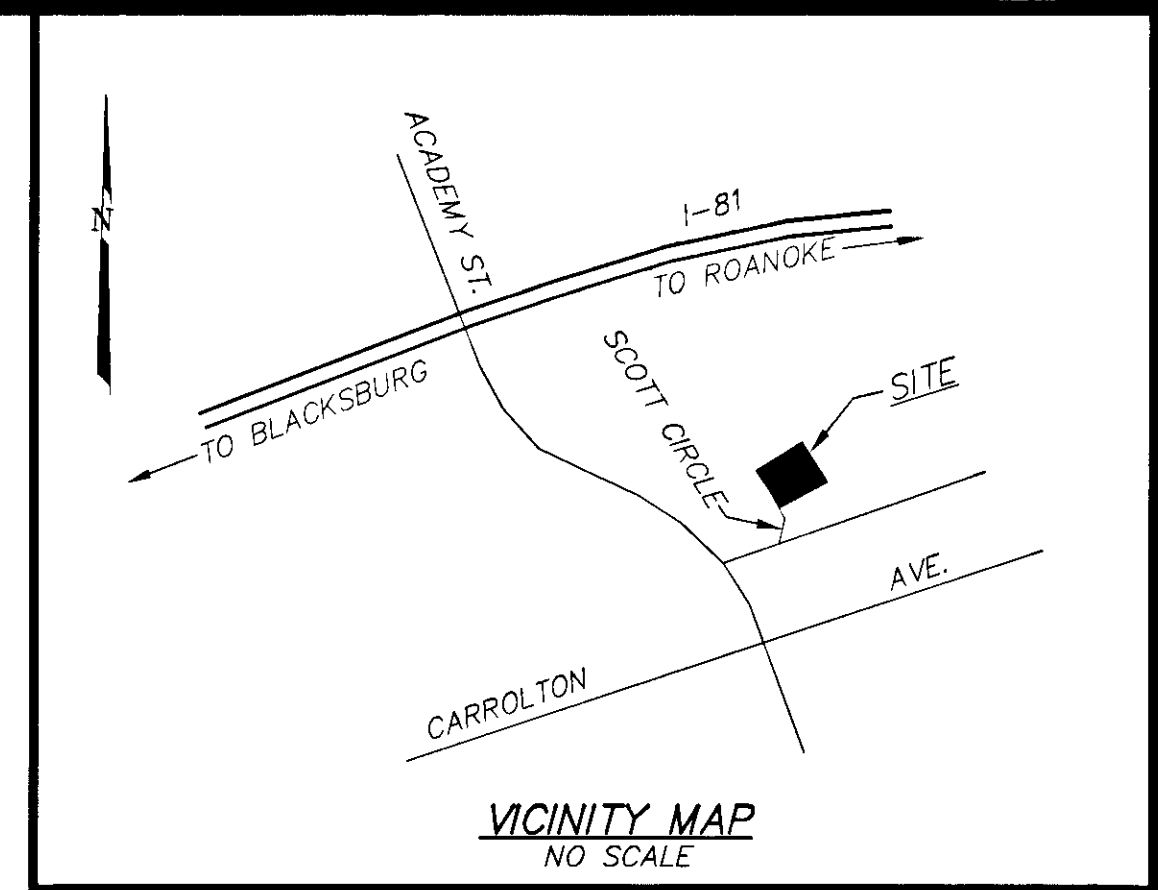 N
ACADEMY ST.
I-81
TO ROANOKE
TO BLACKSBURG
SCOTT CIRCLE
SITE
CARROLTON AVE.
VICINITY MAP
NO SCALE